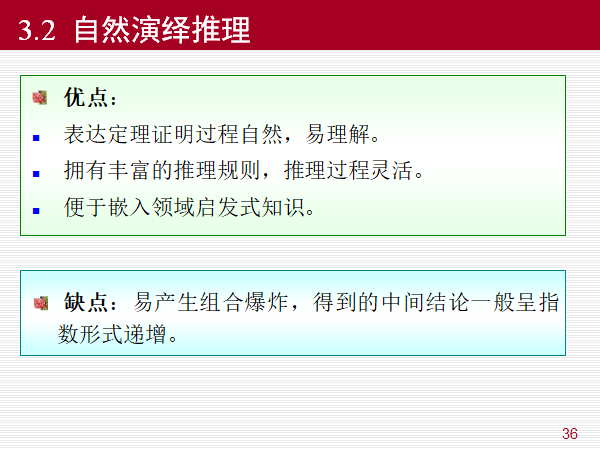 3.2 自然演绎推理
优点：
表达定理证明过程自然，易理解。
拥有丰富的推理规则，推理过程灵活。
便于嵌入领域启发式知识。
缺点：易产生组合爆炸，得到的中间结论一般呈指
数形式递增。
36